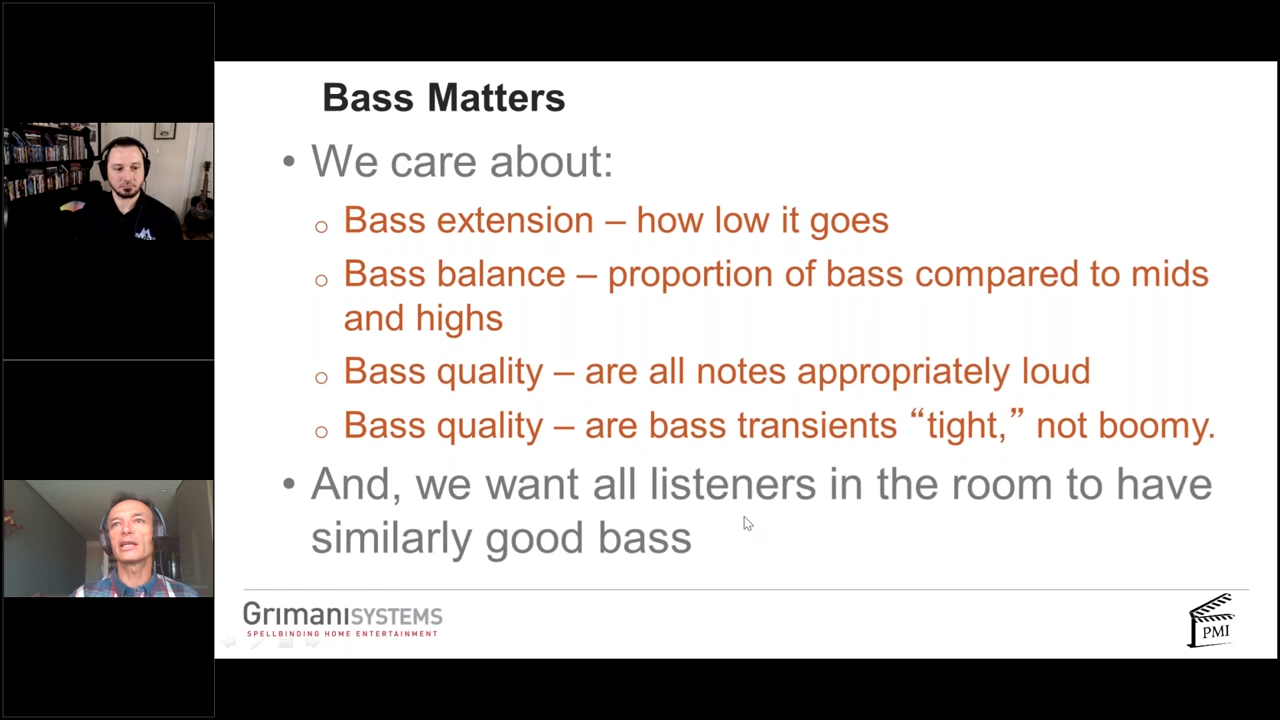 Bass Matters
• We care about:
o Bass extension – how low it goes
o Bass balance – proportion of bass compared to mids
and highs
o Bass quality – are all notes appropriately loud
o Bass quality – are bass transients “tight,” not boomy.
• And, we want all listeners in the room to have
similarly good bass
GrimaniSYSTEMS
SPELLBINDING HOME ENTERTAINMENT
PMI